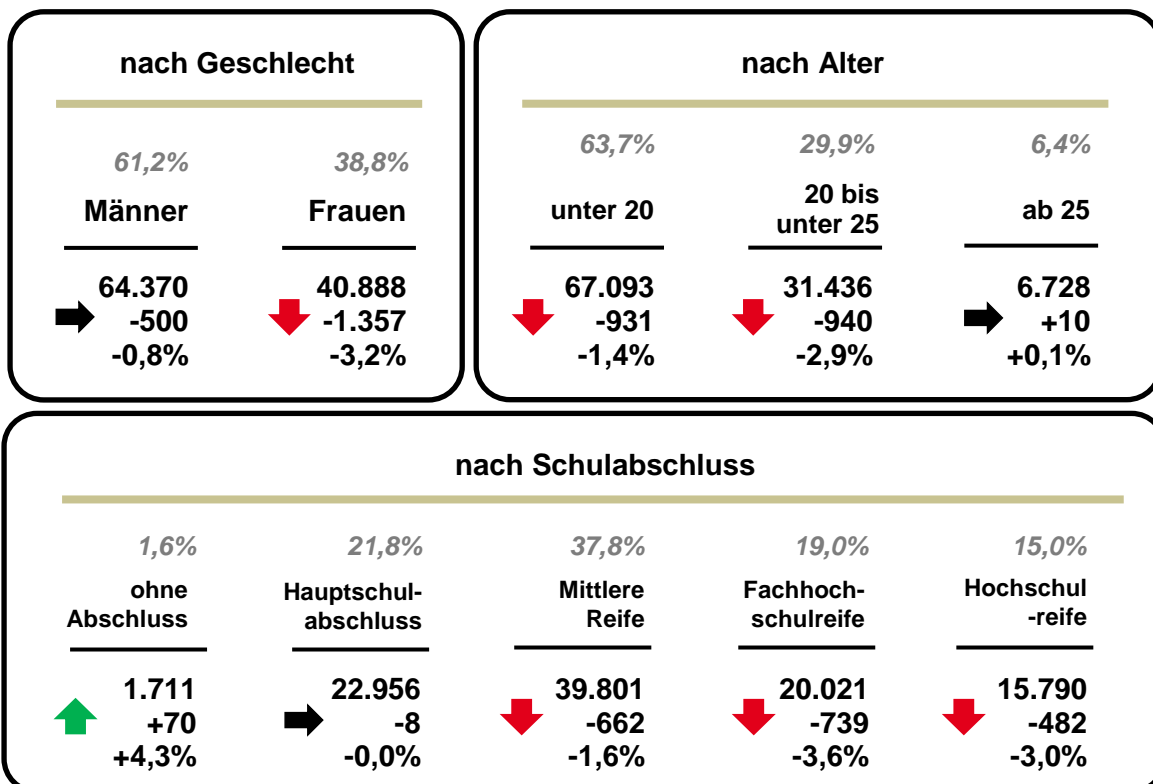 nach Geschlecht
61,2%
38,8%
Männer
Frauen
64.370
-500
-0,8%
40.888
-1.357
-3,2%
nach Alter
63,7%
29,9%
6,4%
unter 20
20 bis
unter 25
ab 25
67.093
-931
-1,4%
31.436
-940
-2,9%
6.728
+10
+0,1%
nach Schulabschluss
1,6%
21,8%
37,8%
19,0%
15,0%
ohne
Abschluss
Hauptschul-
abschluss
Mittlere
Reife
Fachhoch-
schulreife
Hochschul
-reife
1.711
+70
+4,3%
22.956
-8
-0,0%
39.801
-662
-1,6%
20.021
-739
-3,6%
15.790
-482
-3,0%